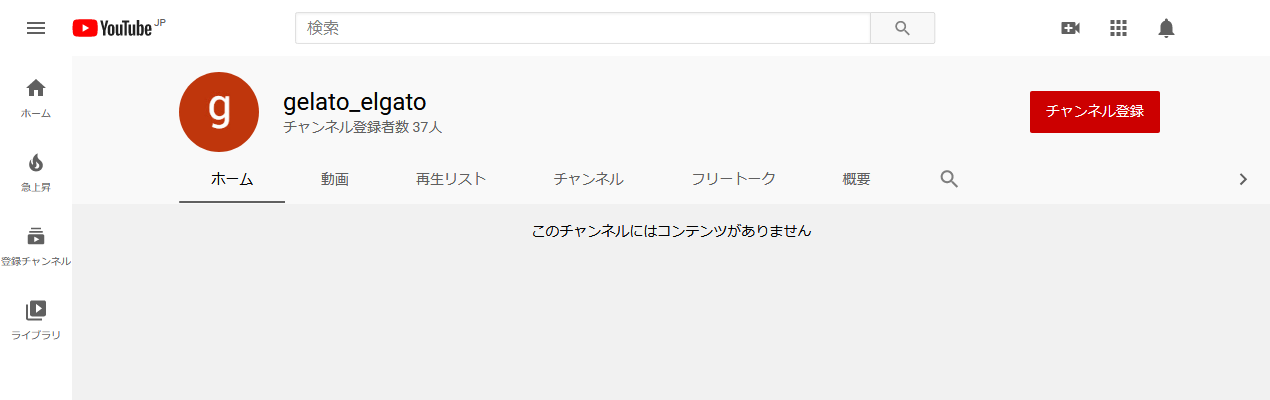 YouTube JP
検索
ホーム
急上昇
登録チャンネル
ライブラリ
g
gelato_elgato
チャンネル登録者数 37人
チャンネル登録
ホーム 動画 再生リスト チャンネル フリートーク 概要
このチャンネルにはコンテンツがありません